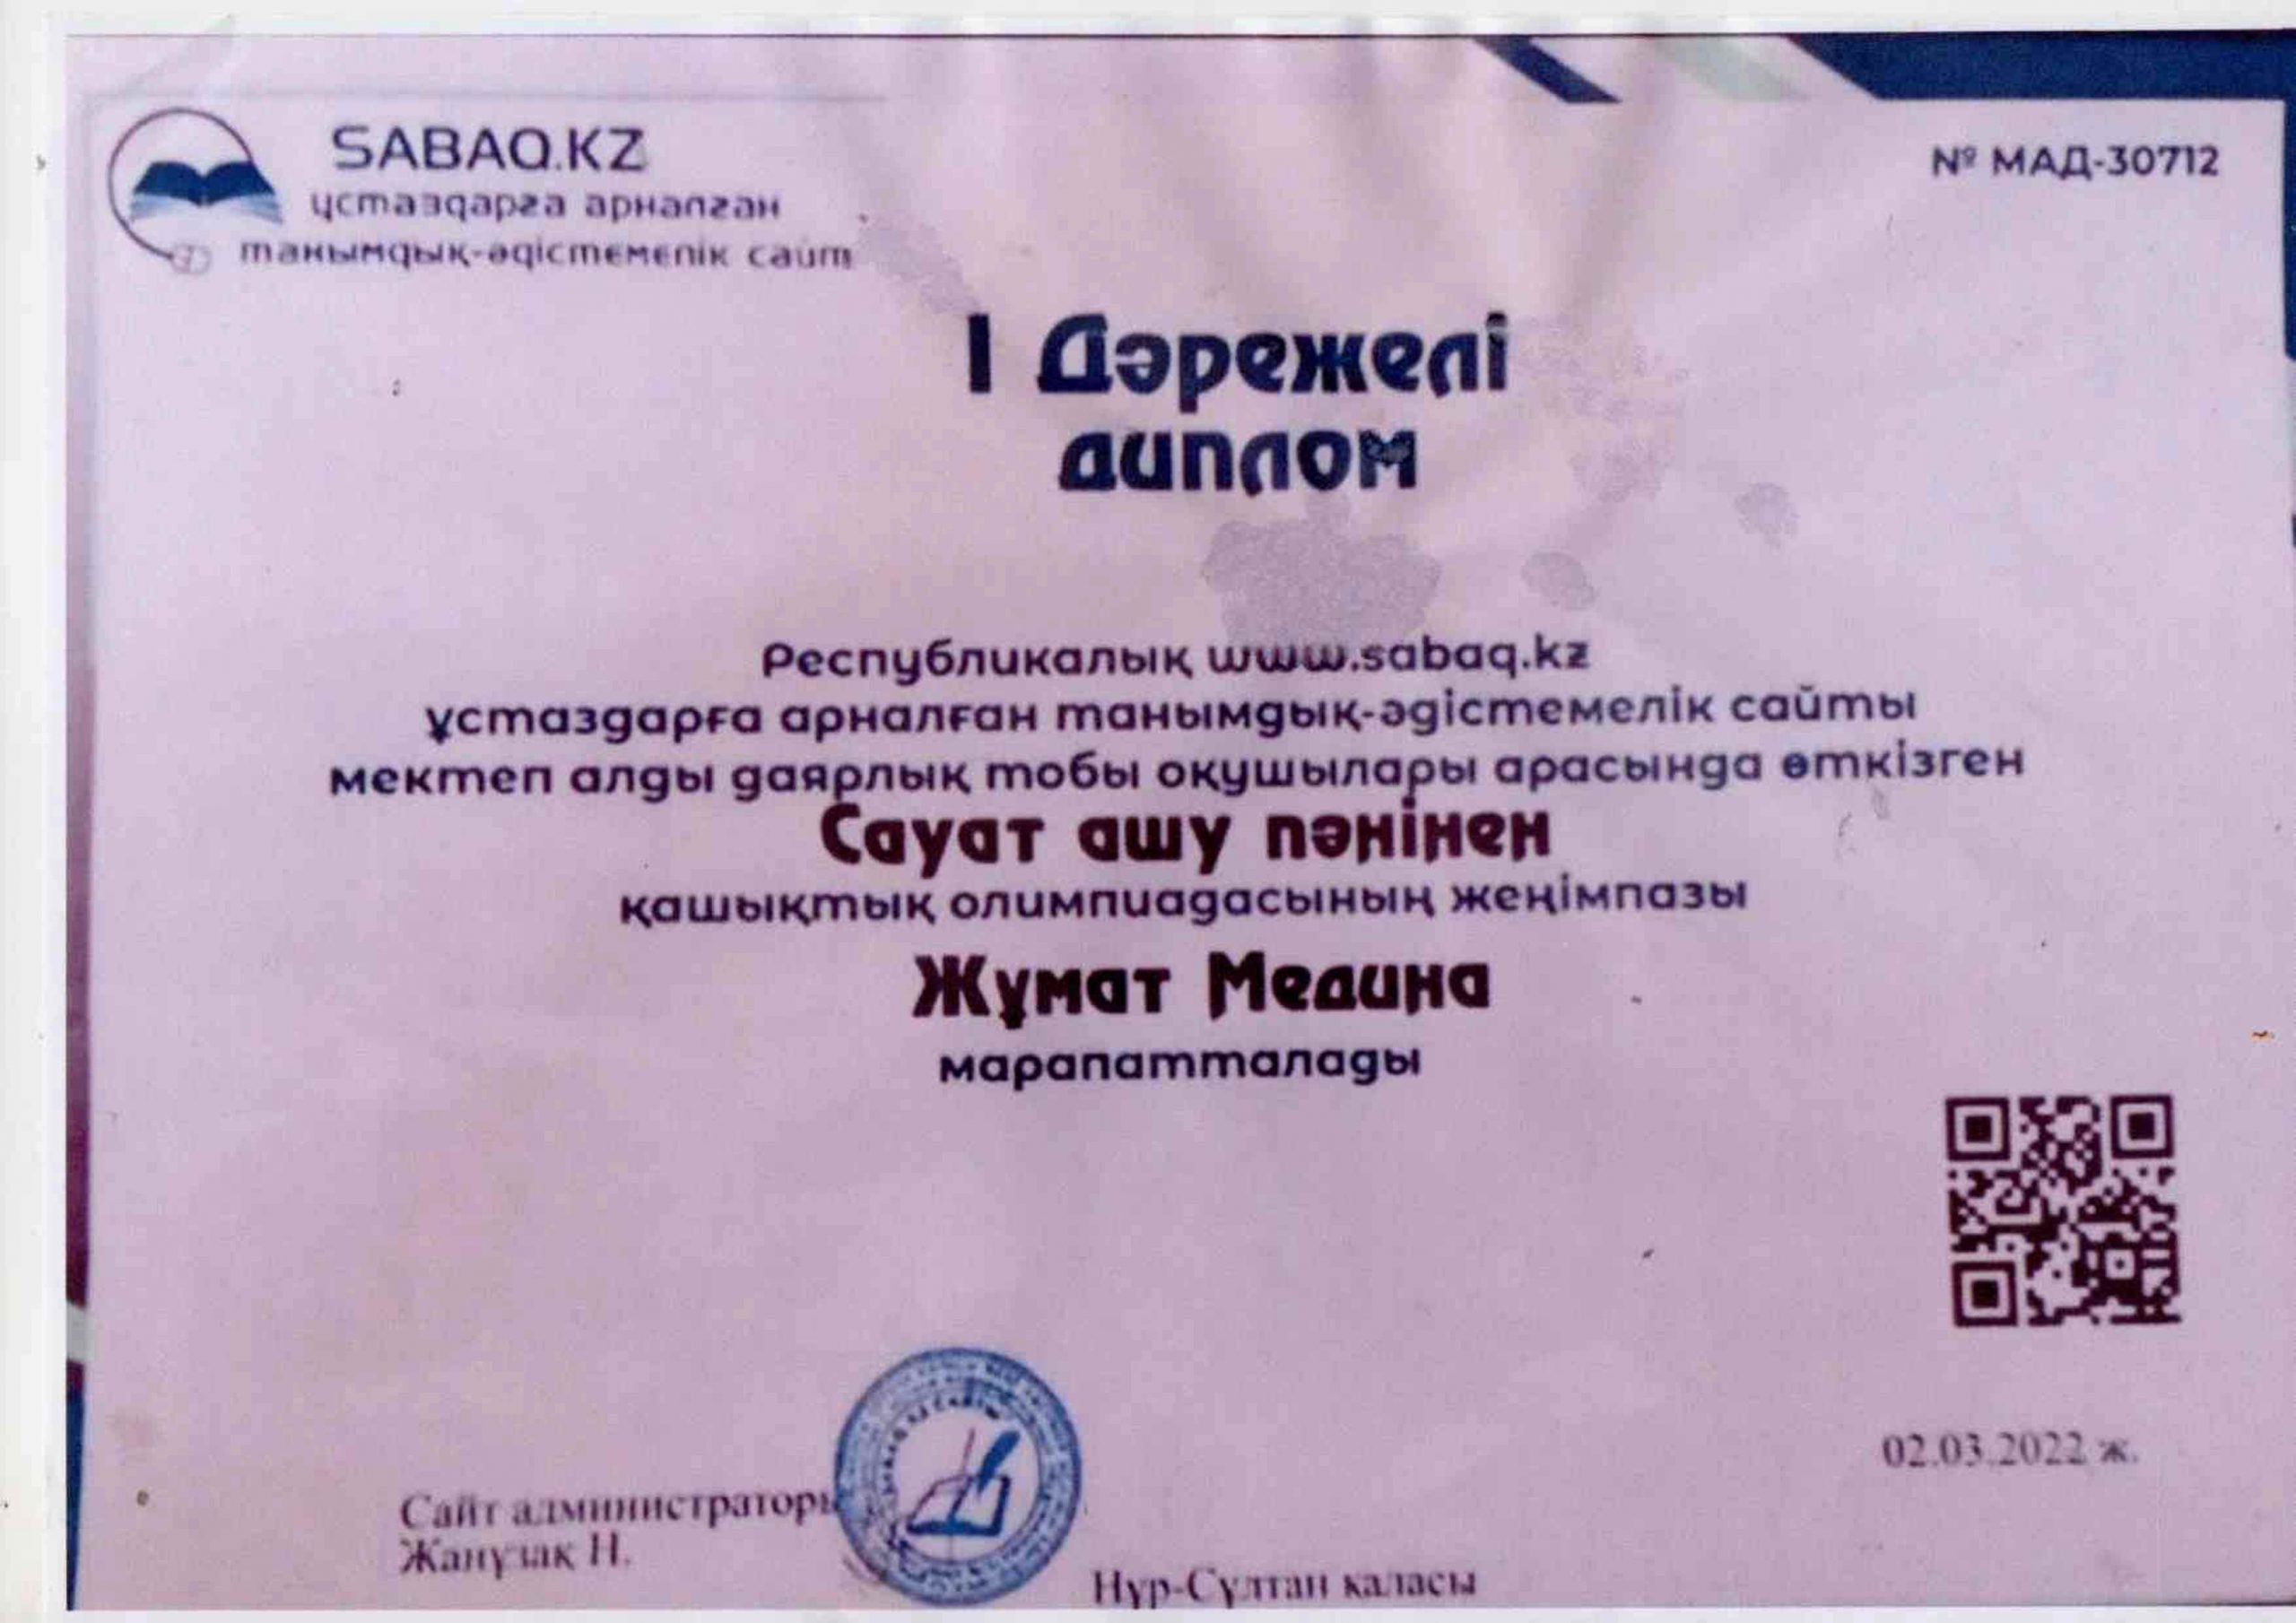 SABAQ.KZ
ұстаздарға арналған
танымдық-әдістемелік сайт
№ МАД-30712
І Дәрежелі
диплом
Республикалық www.sabaq.kz
ұстаздарға арналған танымдық-әдістемелік сайты
мектеп алды даярлық тобы оқушылары арасында өткізген
Сауат ашу пәнінен
қашықтық олимпиадасының жеңімпазы
Жұмат Медина
марапатталады
02.03.2022 ж.
Сайт администраторы
Жанұзак Н.
Нұр-Сұлтан каласы